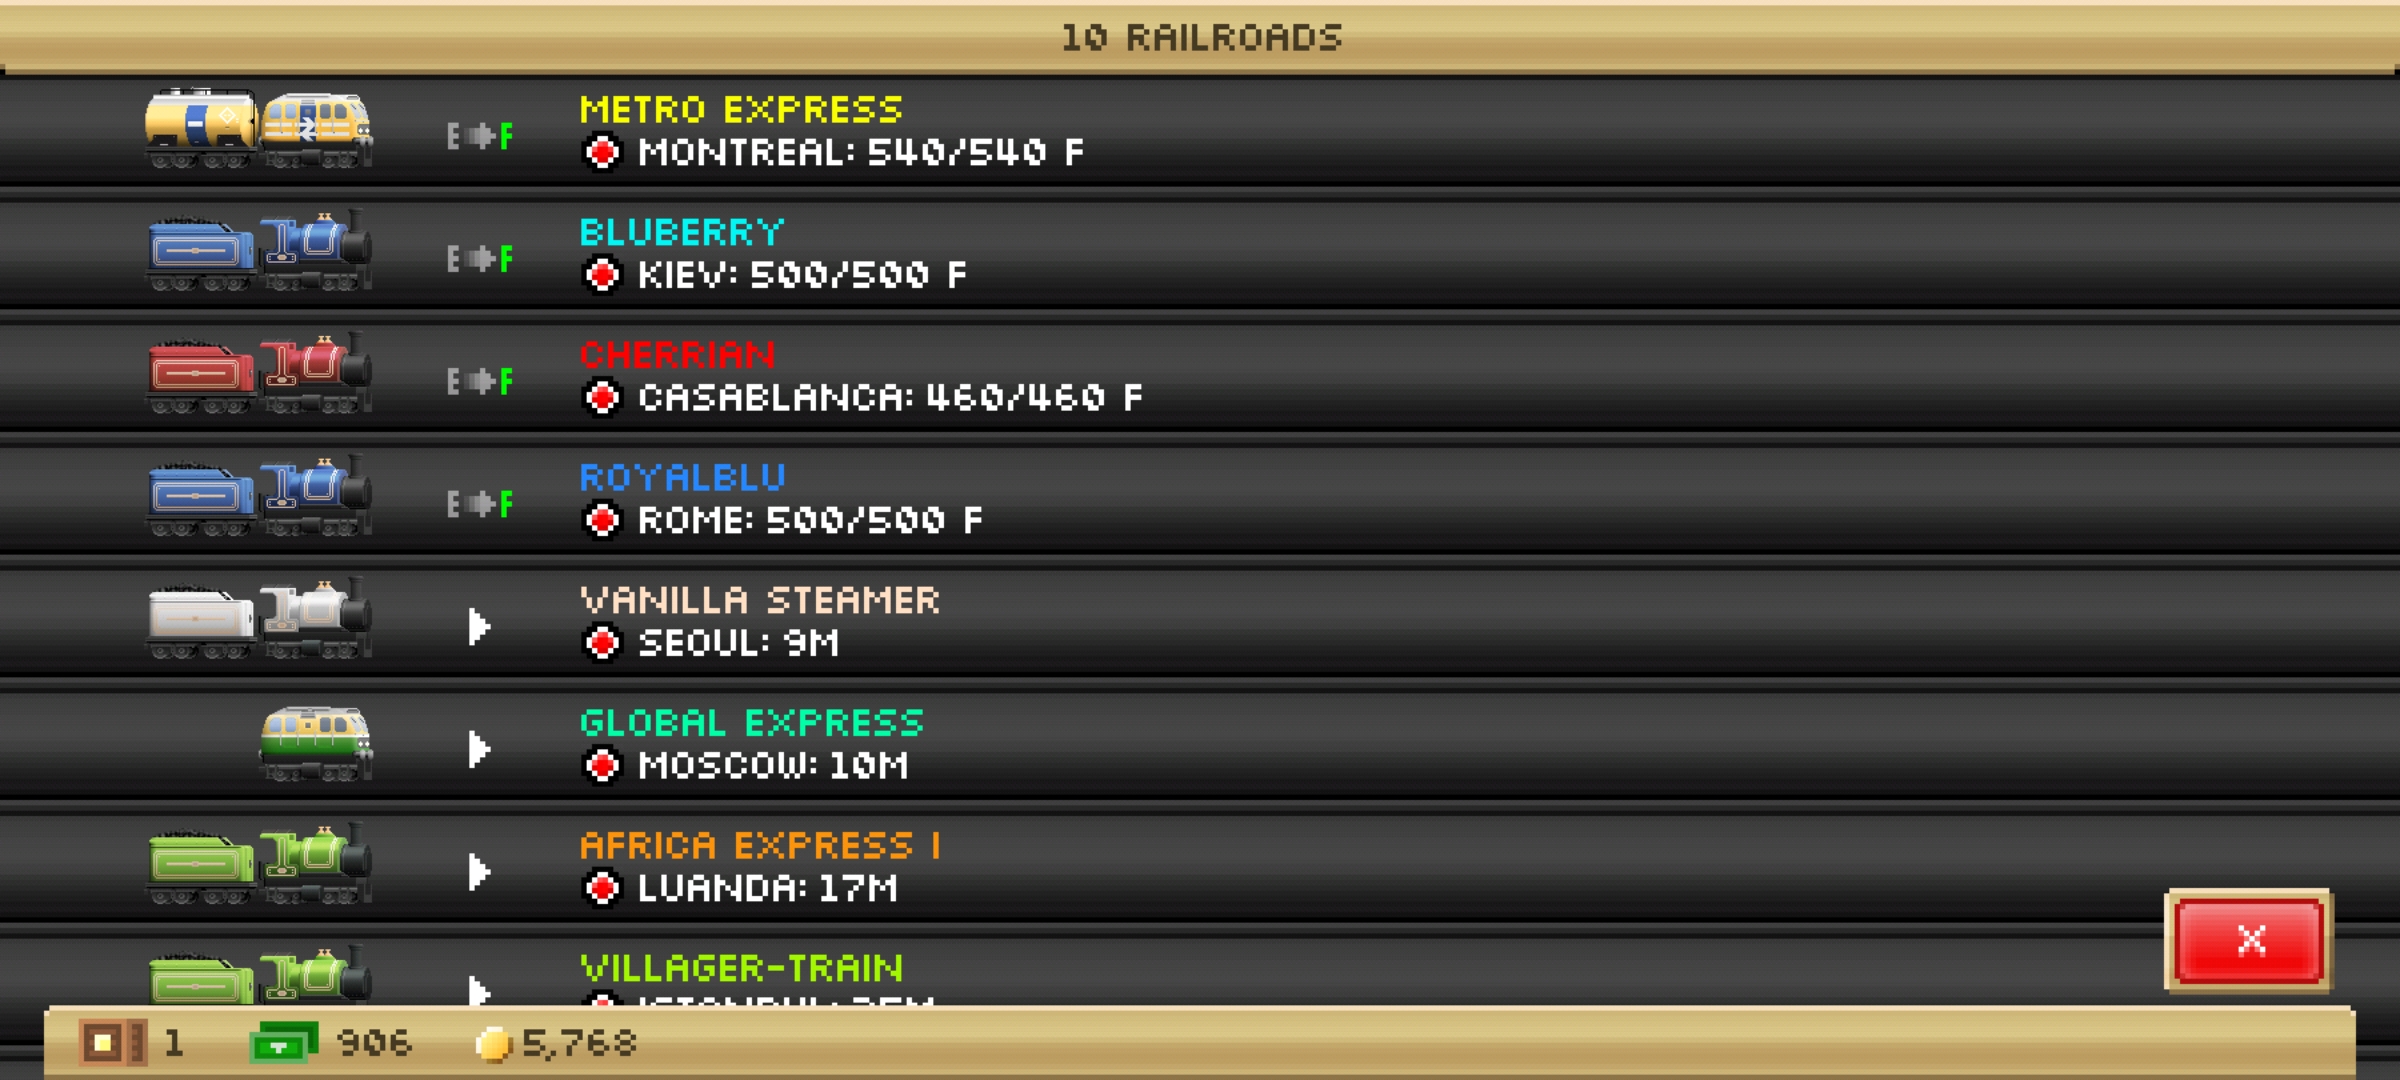 10 RAILROADS
METRO EXPRESS
E F
MONTREAL: 540/540 F
BLUBERRY
E F
KIEV: 500/500 F
CHERRIAN
E F
CASABLANCA: 460/460 F
ROYALBLU
E F
ROME: 500/500 F
VANILLA STEAMER
SEOUL: 9M
GLOBAL EXPRESS
MOSCOW: 10M
AFRICA EXPRESS I
LUANDA: 17M
VILLAGER-TRAIN
X
1 906 5,768